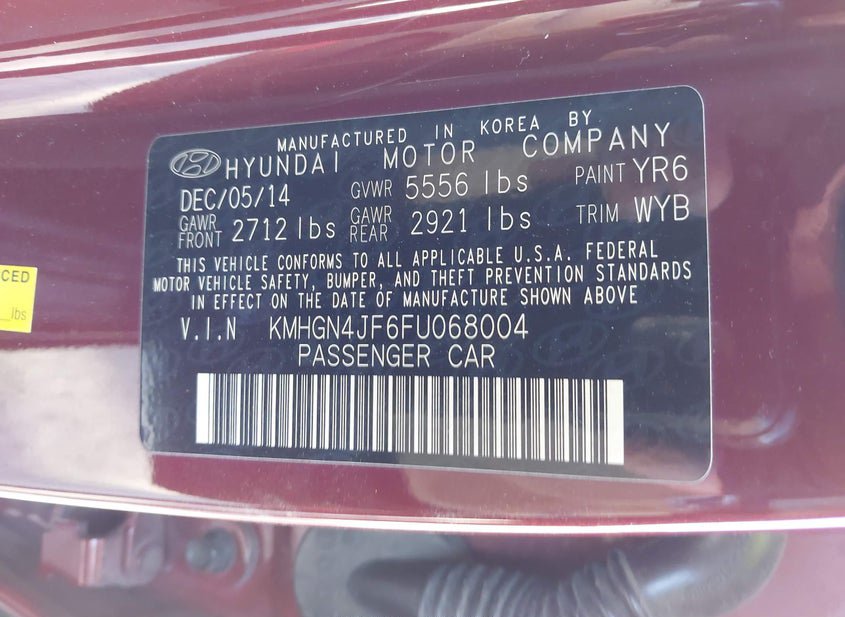 MANUFACTURED IN KOREA BY
HYUNDAI MOTOR COMPANY
DEC/05/14 GVWR 5556 lbs PAINT YR6
GAWR FRONT 2712 lbs GAWR REAR 2921 lbs TRIM WYB
THIS VEHICLE CONFORMS TO ALL APPLICABLE U.S.A. FEDERAL
MOTOR VEHICLE SAFETY, BUMPER, AND THEFT PREVENTION STANDARDS
IN EFFECT ON THE DATE OF MANUFACTURE SHOWN ABOVE
V.I.N KMHGN4JF6FU068004
PASSENGER CAR
CED
lbs